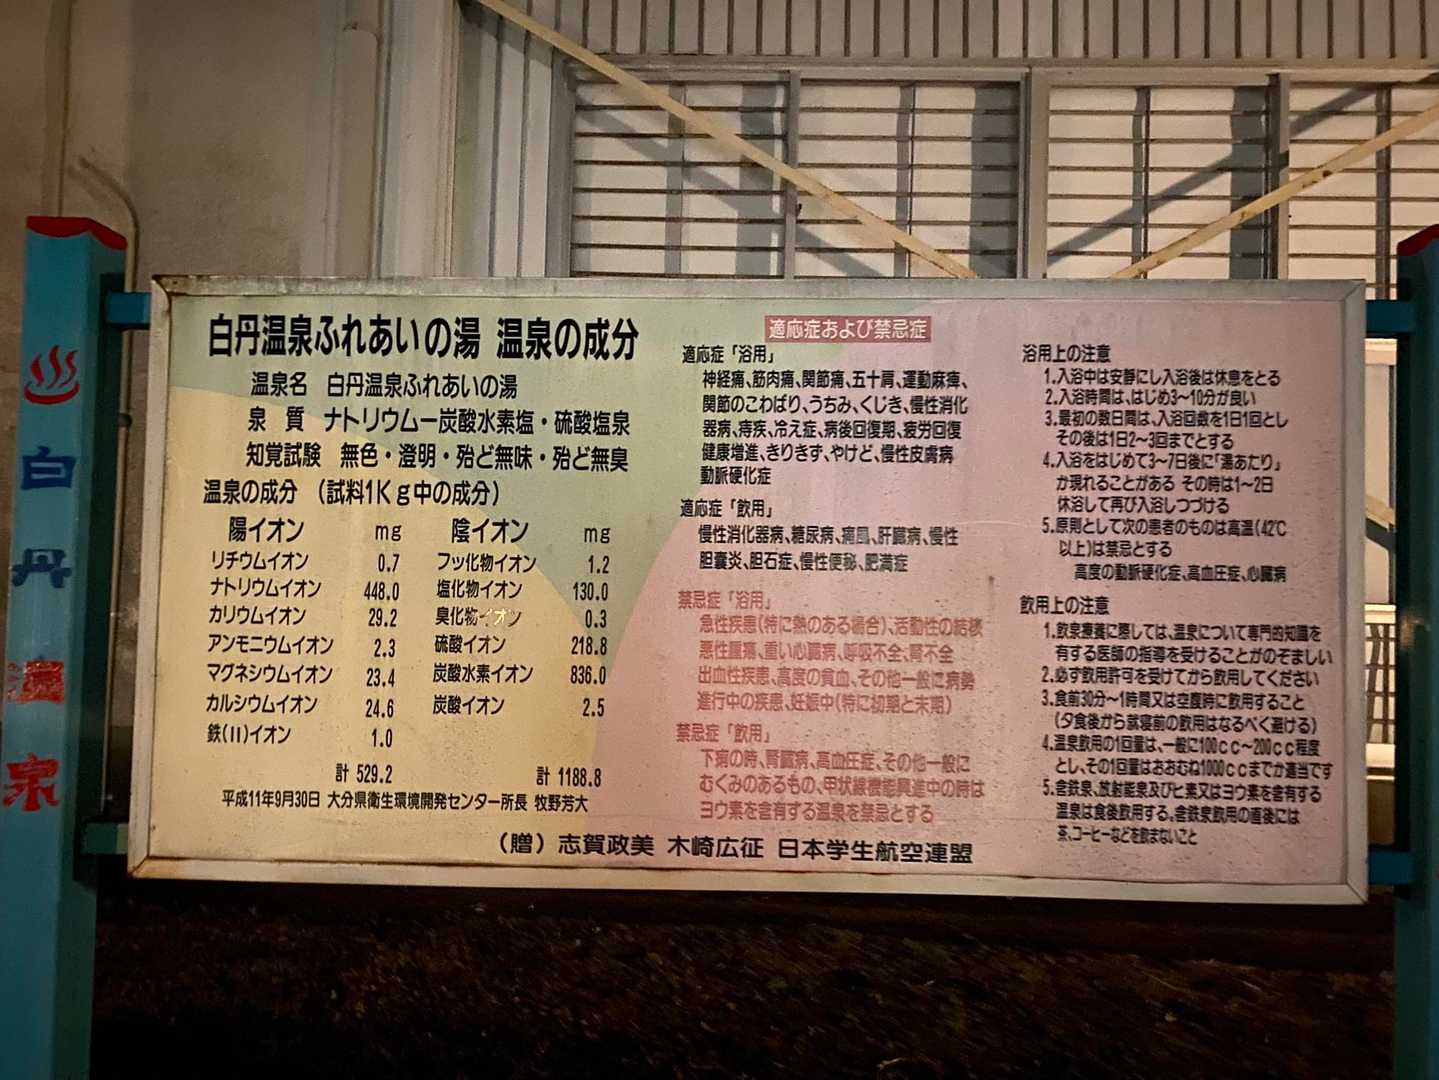 白丹温泉
白丹温泉ふれあいの湯 温泉の成分
温泉名 白丹温泉ふれあいの湯
泉 質 ナトリウムー炭酸水素塩・硫酸塩泉
知覚試験 無色・澄明・殆ど無味・殆ど無臭
温泉の成分 (試料1Kg中の成分)
陽イオン mg 陰イオン mg
リチウムイオン 0.7 フッ化物イオン 1.2
ナトリウムイオン 448.0 塩化物イオン 130.0
カリウムイオン 29.2 臭化物イオン 0.3
アンモニウムイオン 2.3 硫酸イオン 218.8
マグネシウムイオン 23.4 炭酸水素イオン 836.0
カルシウムイオン 24.6 炭酸イオン 2.5
鉄(II)イオン 1.0
計 529.2 計 1188.8
平成11年9月30日 大分県衛生環境開発センター所長 牧野芳大
適応症および禁忌症
適応症「浴用」
神経痛、筋肉痛、関節痛、五十肩、運動麻痺、
関節のこわばり、うちみ、くじき、慢性消化
器病、痔疾、冷え症、病後回復期、疲労回復
健康増進、きりきず、やけど、慢性皮膚病
動脈硬化症
適応症「飲用」
慢性消化器病、糖尿病、痛風、肝臓病、慢性
胆嚢炎、胆石症、慢性便秘、肥満症
禁忌症「浴用」
急性疾患(特に熱のある場合)、活動性の結核
悪性腫瘍、重い心臓病、呼吸不全、腎不全
出血性疾患、高度の貧血、その他一般に病勢
進行中の疾患、妊娠中(特に初期と末期)
禁忌症「飲用」
下痢の時、腎臓病、高血圧症、その他一般に
むくみのあるもの、甲状腺機能亢進中の時は
ヨウ素を含有する温泉を禁忌とする
浴用上の注意
1.入浴中は安静にし入浴後は休息をとる
2.入浴時間は、はじめ3~10分が良い
3.最初の数日間は、入浴回数を1日1回とし
その後は1日2~3回までとする
4.入浴をはじめて3~7日後に「湯あたり」
が現れることがある その時は1~2日
休浴して再び入浴しつづける
5.原則として次の患者のものは高温(42℃
以上)は禁忌とする
高度の動脈硬化症、高血圧症、心臓病
飲用上の注意
1.飲泉療養に際しては、温泉について専門的知識を
有する医師の指導を受けることがのぞましい
2.必ず飲用許可を受けてから飲用してください
3.食前30分~1時間又は空腹時に飲用すること
(夕食後から就寝前の飲用はなるべく避ける)
4.温泉飲用の1回量は、一般に100cc~200cc程度
とし、その1回量はおおむね1000ccまでが適当です
5.含鉄泉、放射能泉及びヒ素又はヨウ素を含有する
温泉は食後飲用する。含鉄泉飲用の直後には
茶、コーヒーなどを飲まないこと
(贈) 志賀政美 木崎広征 日本学生航空連盟